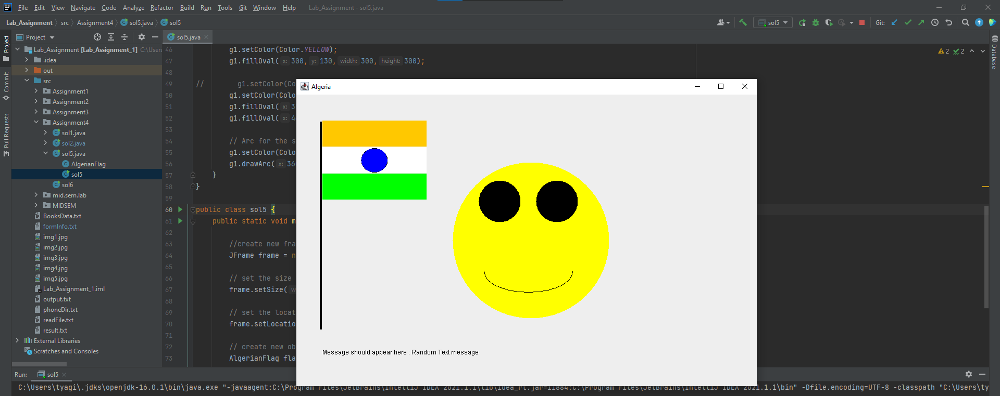 File Edit View Navigate Code Analyze Refactor Build Run Tools Git Window Help Lab_Assignment - sol5.java
Lab_Assignment src Assignment4 sol5.java sol5
sol5
Git:
Project
Commit
Pull Requests
Database
Project
Lab_Assignment [Lab_Assignment_1] C:\Users
.idea
out
src
Assignment1
Assignment2
Assignment3
Assignment4
sol1.java
sol2.java
sol5.java
AlgerianFlag
sol5
sol6
mid.sem.lab
MIDSEM
BooksData.txt
formInfo.txt
img1.jpg
img2.jpg
img3.jpg
img4.jpg
img5.jpg
Lab_Assignment_1.iml
output.txt
phoneDir.txt
readFile.txt
result.txt
External Libraries
Scratches and Consoles
sol5.java
2 2
46 g1.setColor(Color.YELLOW);
47 g1.fillOval( x: 300, y: 130, width: 300, height: 300);
48
49 // g1.setColor(Co
50 g1.setColor(Colo
51 g1.fillOval( x: 3
52 g1.fillOval( x: 4
53
54 // Arc for the s
55 g1.setColor(Colo
56 g1.drawArc( x: 36
57 }
58 }
59
60 public class sol5 {
61 public static void m
62
63 //create new fra
64 JFrame frame = n
65
66 // set the size
67 frame.setSize( w
68
69 // set the locat
70 frame.setLocatio
71
72 // create new ob
73 AlgerianFlag fla
Algeria
Message should appear here : Random Text message
Run: sol5
C:\Users\tyagi\.jdks\openjdk-16.0.1\bin\java.exe "-javaagent:C:\Program Files\JetBrains\IntelliJ IDEA 2021.1.1\lib\idea_rt.jar=11884:C:\Program Files\JetBrains\IntelliJ IDEA 2021.1.1\bin" -Dfile.encoding=UTF-8 -classpath "C:\Users\ty